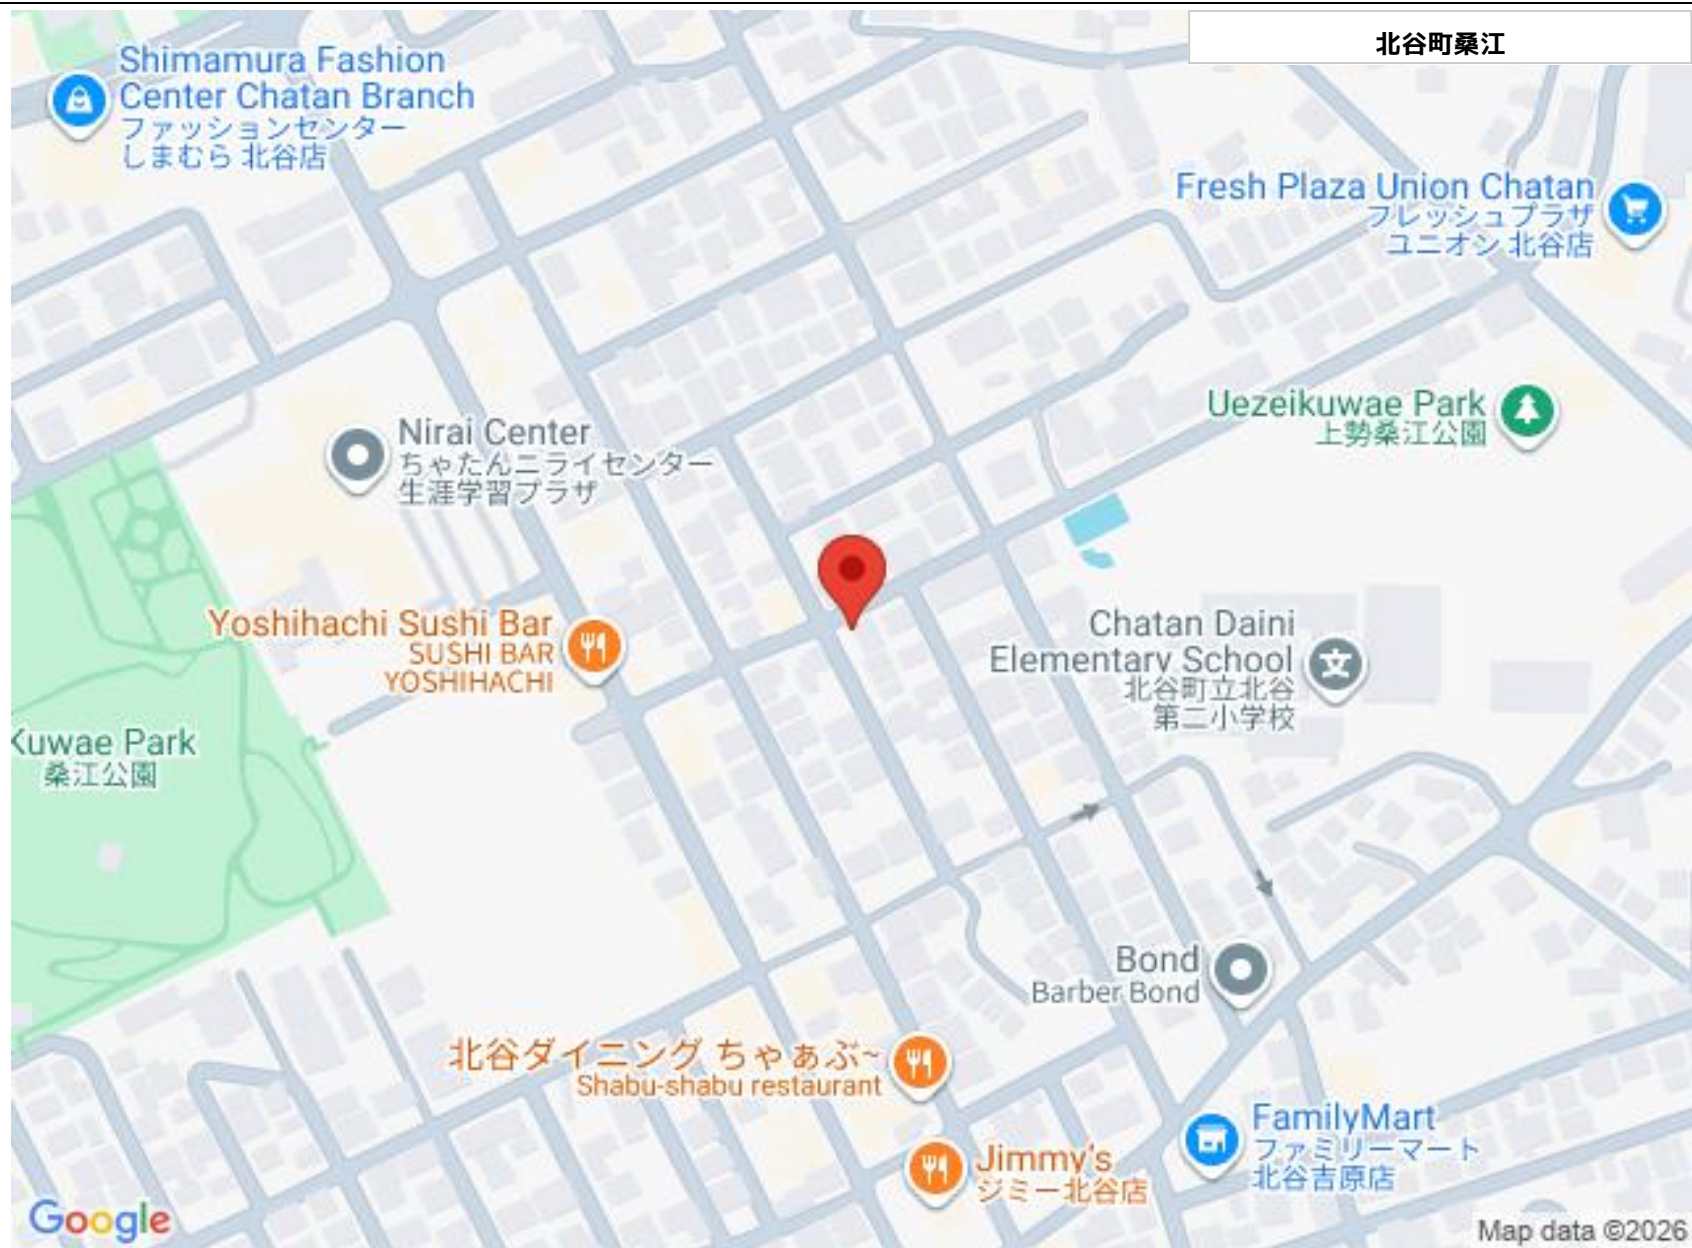 北谷町桑江
Shimamura Fashion
Center Chatan Branch
ファッションセンター
しまむら 北谷店
Fresh Plaza Union Chatan
フレッシュプラザ
ユニオン 北谷店
Uezeikuwae Park
上勢桑江公園
Nirai Center
ちゃたんニライセンター
生涯学習プラザ
Yoshihachi Sushi Bar
SUSHI BAR
YOSHIHACHI
Chatan Daini
Elementary School
北谷町立北谷
第二小学校
文
Kuwae Park
桑江公園
Bond
Barber Bond
北谷ダイニング ちゃぁぶ~
Shabu-shabu restaurant
FamilyMart
ファミリーマート
北谷吉原店
Jimmy's
ジミー北谷店
Google
Map data ©2026